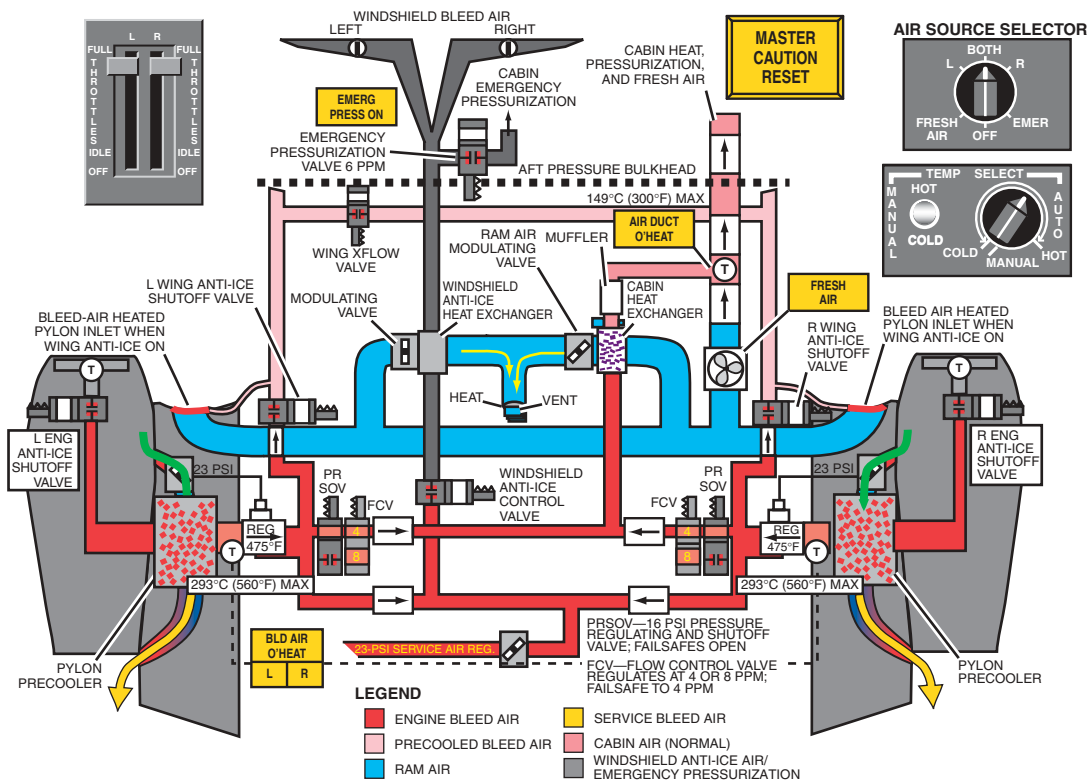 L R
FULL
THROTTLES
IDLE
OFF
FULL
THROTTLES
IDLE
OFF
WINDSHIELD BLEED AIR
LEFT
RIGHT
EMERG
PRESS ON
CABIN
EMERGENCY
PRESSURIZATION
EMERGENCY
PRESSURIZATION
VALVE 6 PPM
CABIN HEAT,
PRESSURIZATION,
AND FRESH AIR
MASTER
CAUTION
RESET
AIR SOURCE SELECTOR
BOTH
L
R
FRESH
AIR
OFF
EMER
TEMP SELECT
MANUAL
HOT
COLD
AUTO
COLD
MANUAL
HOT
AFT PRESSURE BULKHEAD
149°C (300°F) MAX
WING XFLOW
VALVE
AIR DUCT
O'HEAT
T
RAM AIR
MODULATING
VALVE
MUFFLER
CABIN
HEAT
EXCHANGER
FRESH
AIR
L WING ANTI-ICE
SHUTOFF VALVE
MODULATING
VALVE
WINDSHIELD
ANTI-ICE
HEAT EXCHANGER
BLEED-AIR HEATED
PYLON INLET WHEN
WING ANTI-ICE ON
R WING
ANTI-ICE
SHUTOFF
VALVE
BLEED AIR HEATED
PYLON INLET WHEN
WING ANTI-ICE ON
T
T
HEAT
VENT
L ENG
ANTI-ICE
SHUTOFF
VALVE
R ENG
ANTI-ICE
SHUTOFF
VALVE
23 PSI
23 PSI
PR
SOV
FCV
WINDSHIELD
ANTI-ICE
CONTROL
VALVE
FCV
PR
SOV
REG
475°F
4
8
4
8
REG
475°F
T
T
293°C (560°F) MAX
293°C (560°F) MAX
PYLON
PRECOOLER
PYLON
PRECOOLER
BLD AIR
O'HEAT
L R
23-PSI SERVICE AIR REG.
PRSOV—16 PSI PRESSURE
REGULATING AND SHUTOFF
VALVE; FAILSAFES OPEN
FCV—FLOW CONTROL VALVE
REGULATES AT 4 OR 8 PPM;
FAILSAFE TO 4 PPM
LEGEND
ENGINE BLEED AIR
PRECOOLED BLEED AIR
RAM AIR
SERVICE BLEED AIR
CABIN AIR (NORMAL)
WINDSHIELD ANTI-ICE AIR/
EMERGENCY PRESSURIZATION